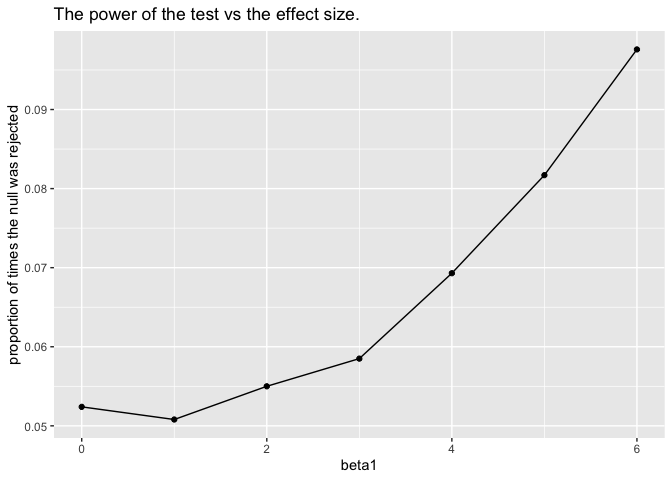 The power of the test vs the effect size.
proportion of times the null was rejected
0.09
0.08
0.07
0.06
0.05
0 2 4 6
beta1